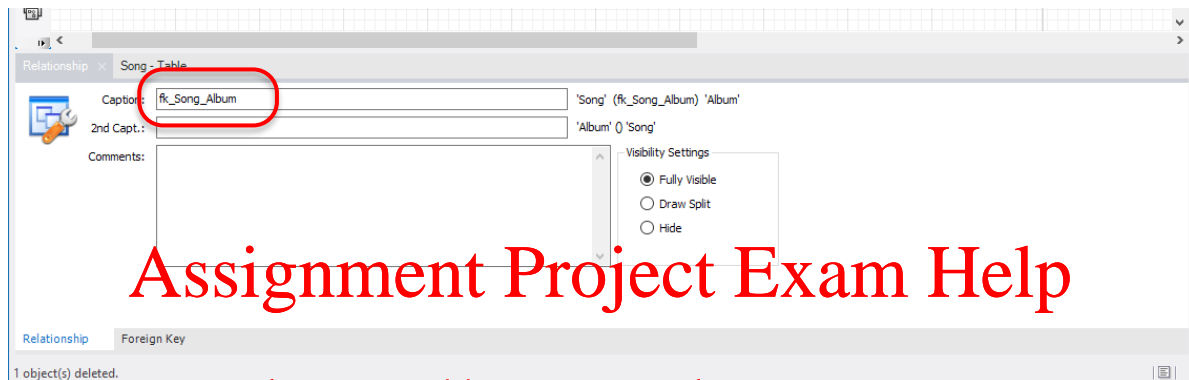 Relationship Song - Table
Caption: fk_Song_Album 'Song' (fk_Song_Album) 'Album'
2nd Capt.: 'Album' () 'Song'
Comments: Visibility Settings
Fully Visible
Draw Split
Hide
Assignment Project Exam Help
Relationship Foreign Key
1 object(s) deleted.